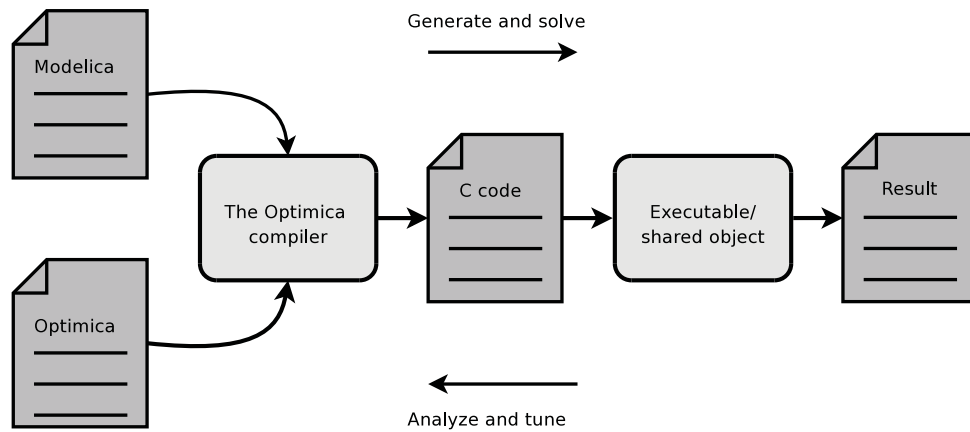 Generate and solve
Modelica
The Optimica
compiler
C code
Executable/
shared object
Result
Optimica
Analyze and tune